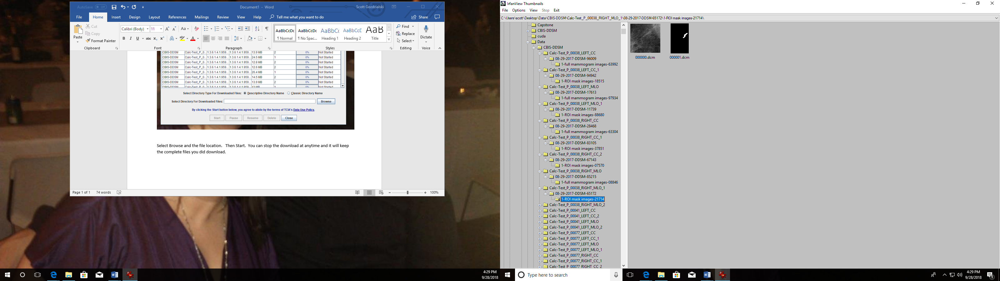 AutoSave Off
Document1 - Word
Scott Gozdzialski
File Home Insert Design Layout References Mailings Review View Help Tell me what you want to do Share
Paste
Cut
Copy
Format Painter
Calibri (Body) 11
B I U abc X₂ X²
AaBbCcDc AaBbCcDc AaBbCc AaBbCcE AaB
¶ Normal ¶ No Spac... Heading 1 Heading 2 Title
Find
Replace
Select
Dictate
Clipboard Font Paragraph Styles Editing Voice
CBIS-DDSM Calc-Test_P_0... 1.3.6.1.4.1.959... 1.3.6.1.4.1.959... 13.9 MB 2 0% Not Started
CBIS-DDSM Calc-Test_P_0... 1.3.6.1.4.1.959... 1.3.6.1.4.1.959... 24.5 MB 1 0% Not Started
CBIS-DDSM Calc-Test_P_0... 1.3.6.1.4.1.959... 1.3.6.1.4.1.959... 12.8 MB 2 0% Not Started
CBIS-DDSM Calc-Test_P_0... 1.3.6.1.4.1.959... 1.3.6.1.4.1.959... 12.6 MB 2 0% Not Started
CBIS-DDSM Calc-Test_P_0... 1.3.6.1.4.1.959... 1.3.6.1.4.1.959... 26.4 MB 1 0% Not Started
CBIS-DDSM Calc-Test_P_0... 1.3.6.1.4.1.959... 1.3.6.1.4.1.959... 14.5 MB 2 0% Not Started
CBIS-DDSM Calc-Test_P_0... 1.3.6.1.4.1.959... 1.3.6.1.4.1.959... 13.9 MB 2 0% Not Started
CBIS-DDSM Calc-Test_P_0... 1.3.6.1.4.1.959... 1.3.6.1.4.1.959... 43 MB 1 0% Not Started
Select Directory Type For Downloaded Files: Descriptive Directory Name Classic Directory Name
Select Directory For Downloaded Files: Browse
By clicking the Start button below, you agree to abide by the terms of TCIA's Data Use Policy.
Start Pause Resume Delete Close
Select Browse and the file location. Then Start. You can stop the download at anytime and it will keep
the complete files you did download.
Page 1 of 1 74 words 100%
4:29 PM
9/28/2018
IrfanView Thumbnails
File Options View Stop Exit
C:\Users\scott\Desktop\Data\CBIS-DDSM\Calc-Test_P_00038_RIGHT_MLO_1\08-29-2017-DDSM-65172\1-ROI mask images-21714\
Capstone
CBIS-DDSM
cuda
Data
CBIS-DDSM
Calc-Test_P_00038_LEFT_CC
08-29-2017-DDSM-96009
1-full mammogram images-63992
Calc-Test_P_00038_LEFT_CC_1
08-29-2017-DDSM-94942
1-ROI mask images-18515
Calc-Test_P_00038_LEFT_MLO
08-29-2017-DDSM-17613
1-full mammogram images-97934
Calc-Test_P_00038_LEFT_MLO_1
08-29-2017-DDSM-11739
1-ROI mask images-88680
Calc-Test_P_00038_RIGHT_CC
08-29-2017-DDSM-28468
1-full mammogram images-63304
Calc-Test_P_00038_RIGHT_CC_1
08-29-2017-DDSM-83105
1-ROI mask images-37851
Calc-Test_P_00038_RIGHT_CC_2
08-29-2017-DDSM-67143
1-ROI mask images-07570
Calc-Test_P_00038_RIGHT_MLO
08-29-2017-DDSM-85215
1-full mammogram images-08846
Calc-Test_P_00038_RIGHT_MLO_1
08-29-2017-DDSM-65172
1-ROI mask images-21714
Calc-Test_P_00038_RIGHT_MLO_2
Calc-Test_P_00041_LEFT_CC
Calc-Test_P_00041_LEFT_CC_2
Calc-Test_P_00041_LEFT_MLO
Calc-Test_P_00041_LEFT_MLO_2
Calc-Test_P_00077_LEFT_CC
Calc-Test_P_00077_LEFT_CC_1
Calc-Test_P_00077_LEFT_MLO
Calc-Test_P_00077_LEFT_MLO_1
Calc-Test_P_00077_RIGHT_CC
Calc-Test_P_00077_RIGHT_CC_1
Calc-Test_P_00077_RIGHT_CC_2
000000.dcm 000001.dcm
Type here to search
4:29 PM
9/28/2018